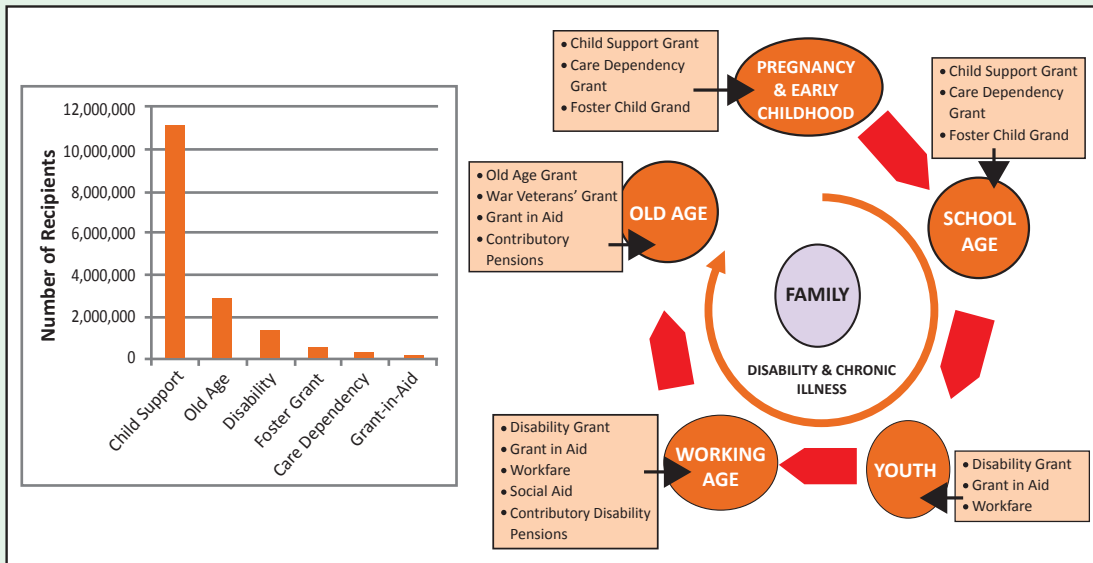 Number of Recipients
12,000,000
10,000,000
8,000,000
6,000,000
4,000,000
2,000,000
0
Child Support
Old Age
Disability
Foster Grant
Care Dependency
Grant-in-Aid
• Child Support Grant
• Care Dependency
Grant
• Foster Child Grand
PREGNANCY
& EARLY
CHILDHOOD
• Child Support Grant
• Care Dependency
Grant
• Foster Child Grand
SCHOOL
AGE
• Old Age Grant
• War Veterans’ Grant
• Grant in Aid
• Contributory
Pensions
OLD AGE
FAMILY
DISABILITY & CHRONIC
ILLNESS
• Disability Grant
• Grant in Aid
• Workfare
• Social Aid
• Contributory Disability
Pensions
WORKING
AGE
YOUTH
• Disability Grant
• Grant in Aid
• Workfare